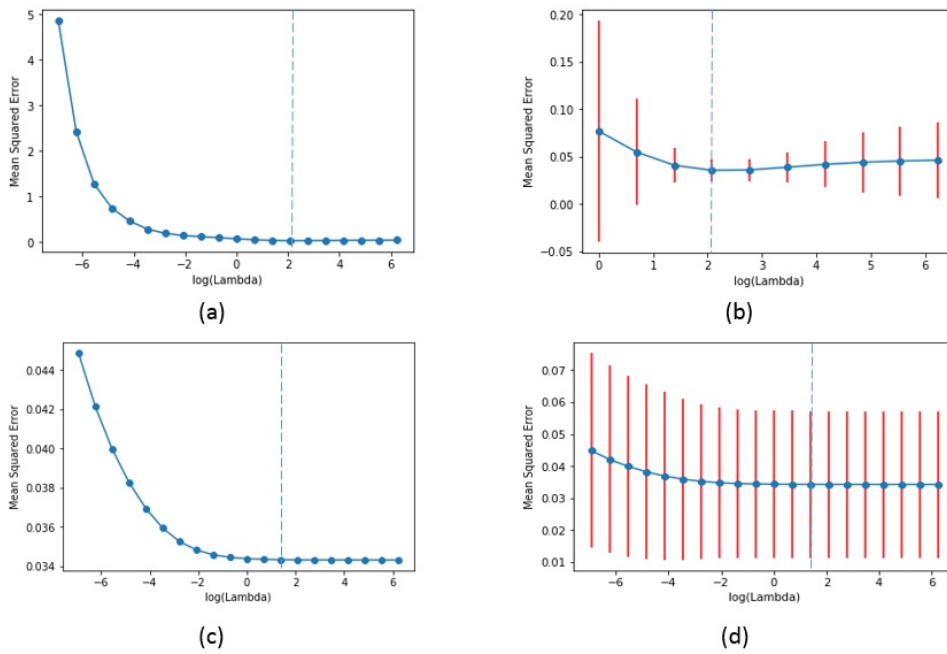 5
4
3
2
1
0
Mean Squared Error
−6 −4 −2 0 2 4 6
log(Lambda)
(a)
0.20
0.15
0.10
0.05
0.00
−0.05
Mean Squared Error
0 1 2 3 4 5 6
log(Lambda)
(b)
0.044
0.042
0.040
0.038
0.036
0.034
Mean Squared Error
−6 −4 −2 0 2 4 6
log(Lambda)
(c)
0.07
0.06
0.05
0.04
0.03
0.02
0.01
Mean Squared Error
−6 −4 −2 0 2 4 6
log(Lambda)
(d)